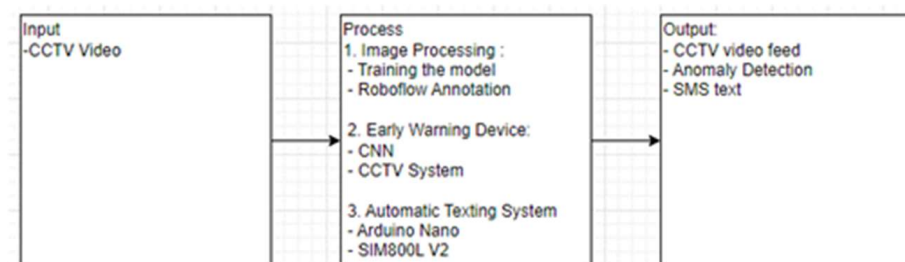 Input
-CCTV Video
Process
1. Image Processing :
- Training the model
- Roboflow Annotation
2. Early Warning Device:
- CNN
- CCTV System
3. Automatic Texting System
- Arduino Nano
- SIM800L V2
Output:
- CCTV video feed
- Anomaly Detection
- SMS text